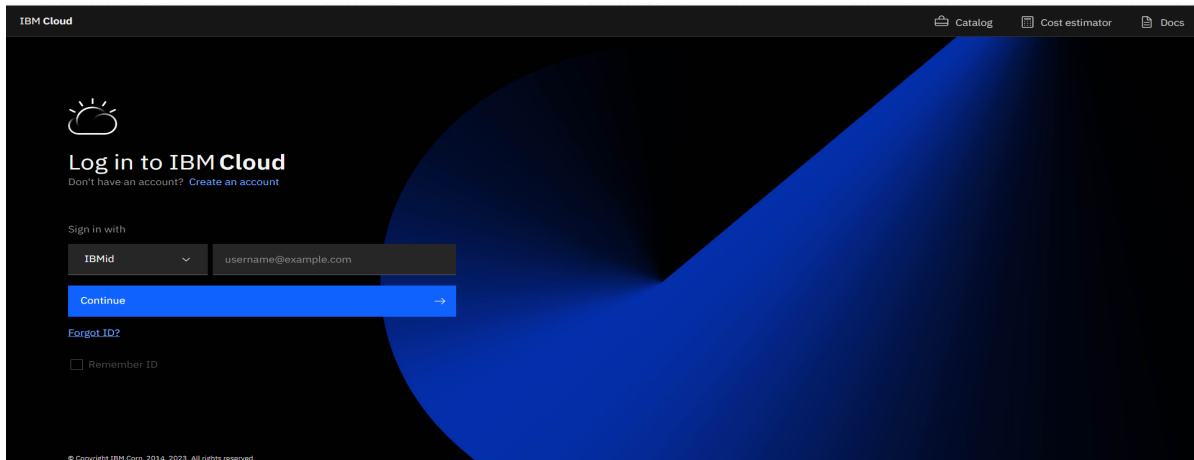 IBM Cloud
Catalog
Cost estimator
Docs
Log in to IBM Cloud
Don't have an account? Create an account
Sign in with
IBMid
username@example.com
Continue
Forgot ID?
Remember ID
© Copyright IBM Corp. 2014, 2023. All rights reserved.